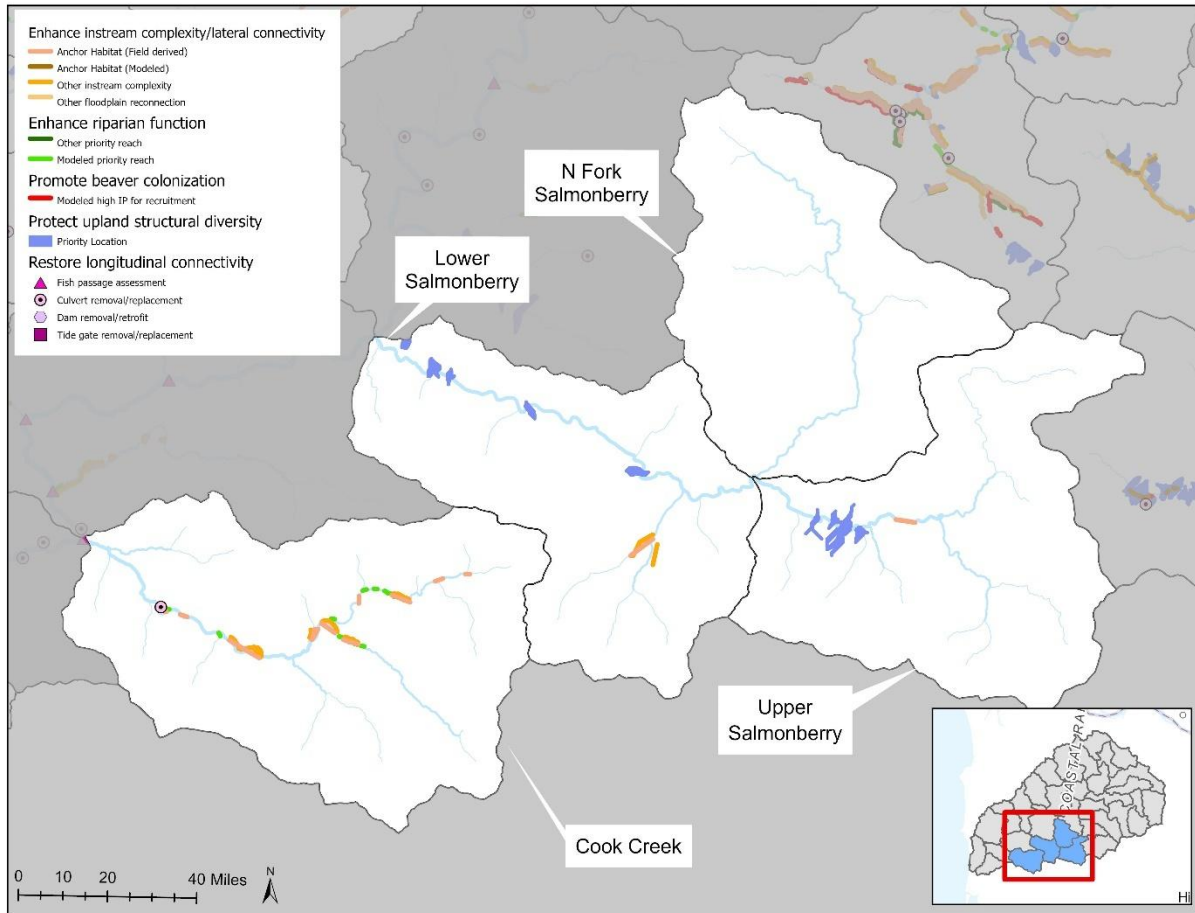 Enhance instream complexity/lateral connectivity
Anchor Habitat (Field derived)
Anchor Habitat (Modeled)
Other instream complexity
Other floodplain reconnection
Enhance riparian function
Other priority reach
Modeled priority reach
Promote beaver colonization
Modeled high IP for recruitment
Protect upland structural diversity
Priority Location
Restore longitudinal connectivity
Fish passage assessment
Culvert removal/replacement
Dam removal/retrofit
Tide gate removal/replacement
N Fork
Salmonberry
Lower
Salmonberry
Upper
Salmonberry
Cook Creek
0 10 20 40 Miles
N
COASTAL RA
Hi